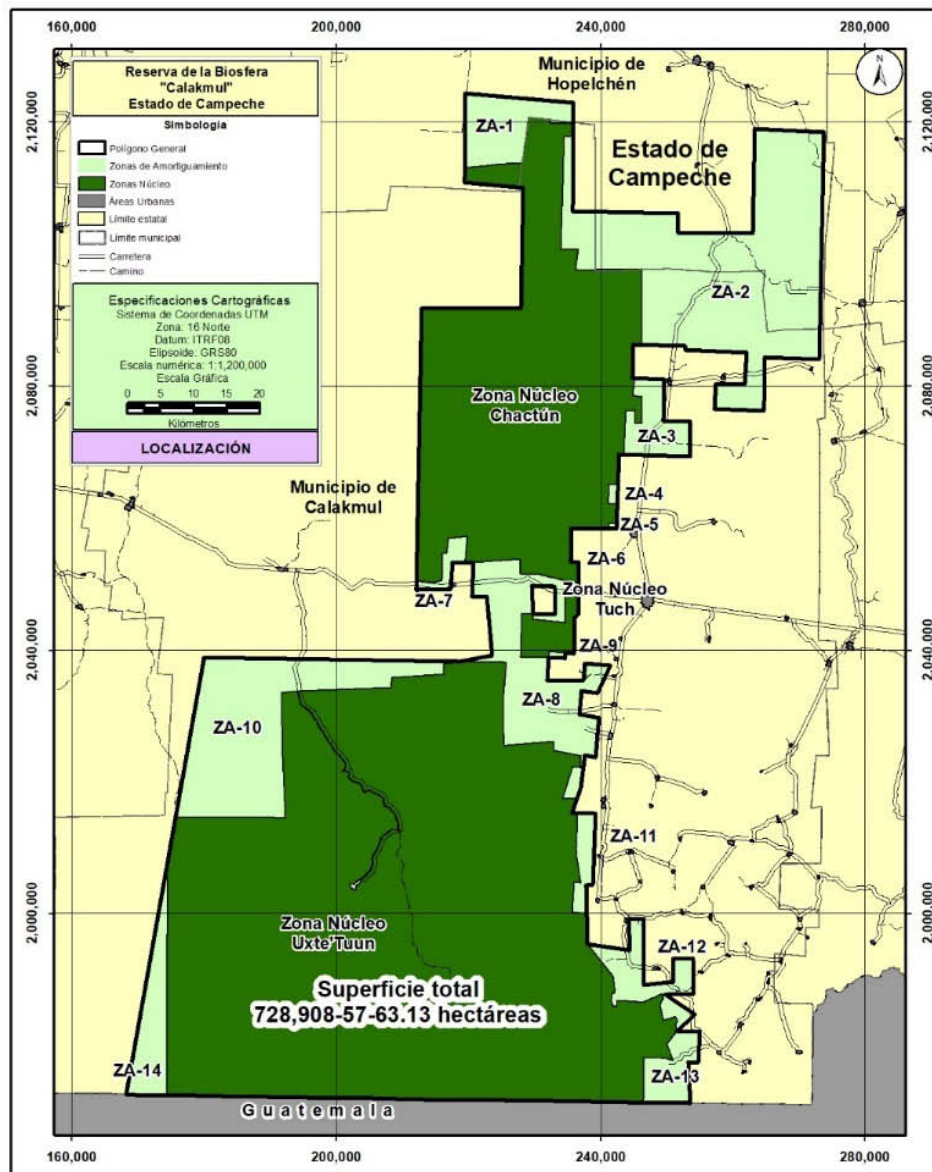 160,000
200,000
240,000
280,000
2,120,000
2,080,000
2,040,000
2,000,000
Reserva de la Biosfera
"Calakmul"
Estado de Campeche
Simbología
Polígono General
Zonas de Amortiguamiento
Zonas Núcleo
Áreas Urbanas
Límite estatal
Límite municipal
Carretera
Camino
Especificaciones Cartográficas
Sistema de Coordenadas UTM
Zona: 16 Norte
Datum: ITRF08
Elipsoide: GRS80
Escala numérica: 1:1,200,000
Escala Gráfica
0 5 10 20
Kilómetros
LOCALIZACIÓN
Municipio de
Hopelchén
N
ZA-1
Estado de
Campeche
ZA-2
Zona Núcleo
Chactún
ZA-3
Municipio de
Calakmul
ZA-4
ZA-5
ZA-6
ZA-7
Zona Núcleo
Tuch
ZA-9
ZA-8
ZA-10
ZA-11
Zona Núcleo
Uxte'Tuun
ZA-12
Superficie total
728,908-57-63.13 hectáreas
ZA-14
ZA-13
Guatemala
2,120,000
2,080,000
2,040,000
2,000,000
160,000
200,000
240,000
280,000